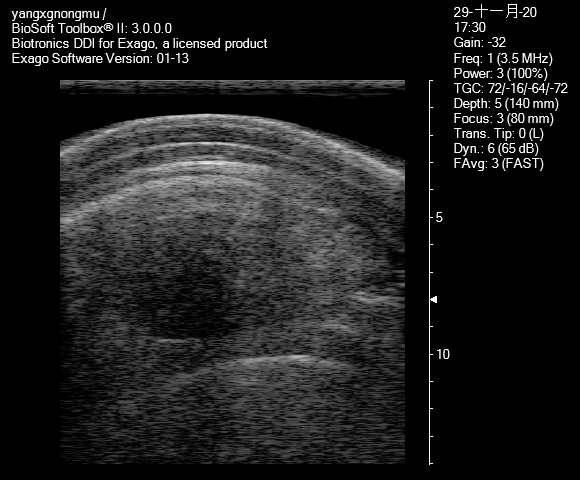 yangxgnongmu /
BioSoft Toolbox® II: 3.0.0.0
Biotronics DDI for Exago, a licensed product
Exago Software Version: 01-13
29-十一月-20
17:30
Gain: -32
Freq: 1 (3.5 MHz)
Power: 3 (100%)
TGC: 72/-16/-64/-72
Depth: 5 (140 mm)
Focus: 3 (80 mm)
Trans. Tip: 0 (L)
Dyn.: 6 (65 dB)
FAvg: 3 (FAST)
5
10